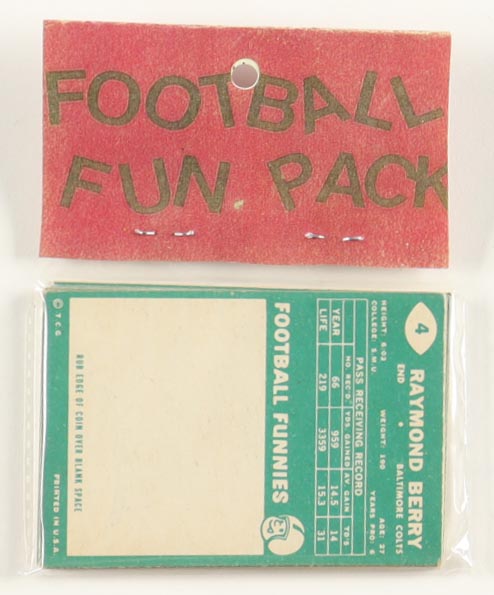 FOOTBALL
FUN PACK
4
RAYMOND BERRY
END • BALTIMORE COLTS
HEIGHT: 6:02 WEIGHT: 190 AGE: 27
COLLEGE: S.M.U. YEARS PRO: 6
PASS RECEIVING RECORD
NO. REC'D. YDS. GAINED AV. GAIN TD'S
YEAR 66 959 14.5 14
LIFE 219 3359 15.3 31
FOOTBALL FUNNIES
RUB EDGE OF COIN OVER BLANK SPACE
© T.C.G. PRINTED IN U.S.A.